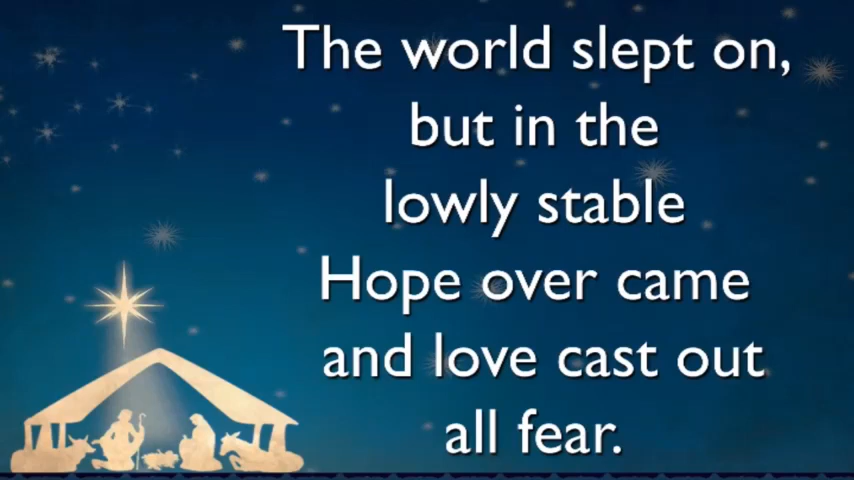 The world slept on,
but in the
lowly stable
Hope over came
and love cast out
all fear.